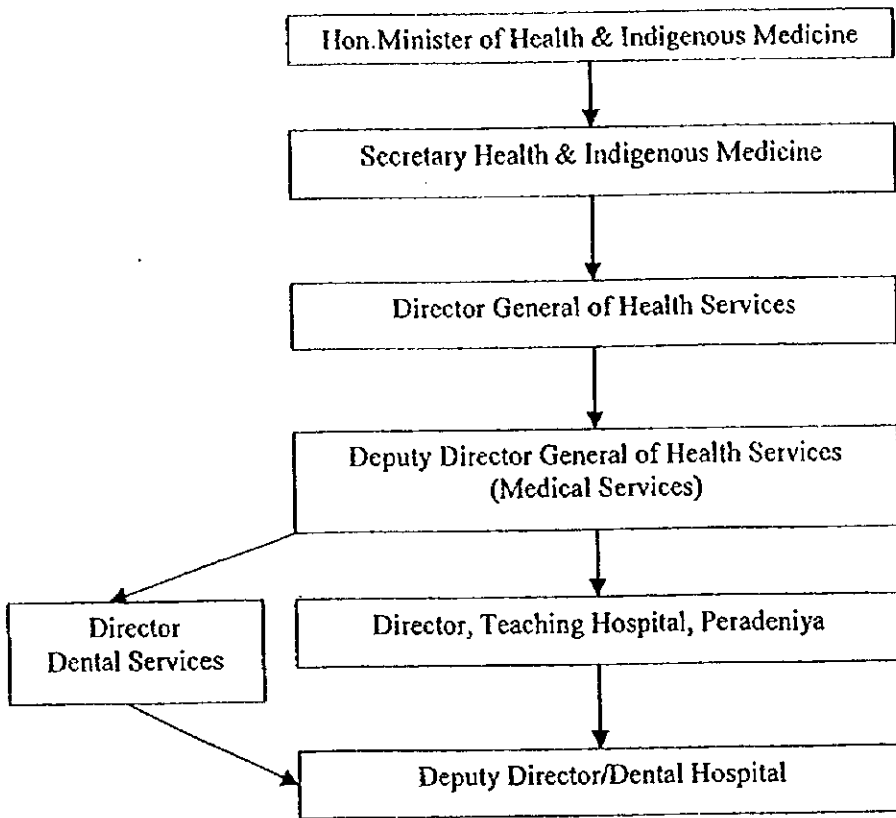 Hon.Minister of Health & Indigenous Medicine
Secretary Health & Indigenous Medicine
Director General of Health Services
Deputy Director General of Health Services
(Medical Services)
Director
Dental Services
Director, Teaching Hospital, Peradeniya
Deputy Director/Dental Hospital